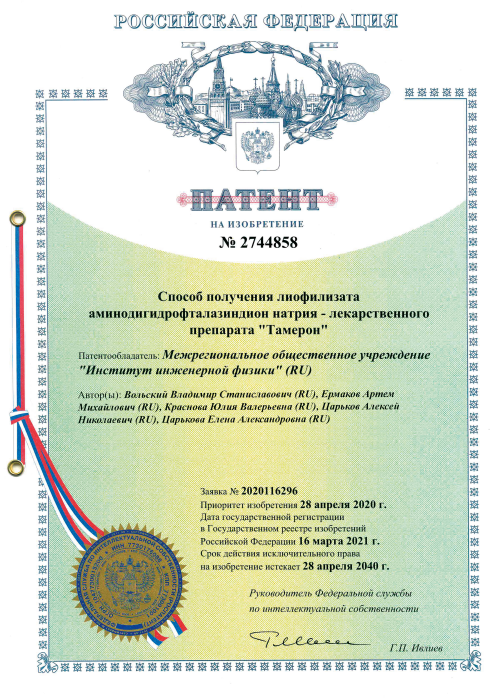 РОССИЙСКАЯ ФЕДЕРАЦИЯ
ПАТЕНТ
НА ИЗОБРЕТЕНИЕ
№ 2744858
Способ получения лиофилизата
аминодигидрофталазиндион натрия - лекарственного
препарата "Тамерон"
Патентообладатель: Межрегиональное общественное учреждение
"Институт инженерной физики" (RU)
Автор(ы): Вольский Владимир Станиславович (RU), Ермаков Артем
Михайлович (RU), Краснова Юлия Валерьевна (RU), Царьков Алексей
Николаевич (RU), Царькова Елена Александровна (RU)
Заявка № 2020116296
Приоритет изобретения 28 апреля 2020 г.
Дата государственной регистрации
в Государственном реестре изобретений
Российской Федерации 16 марта 2021 г.
Срок действия исключительного права
на изобретение истекает 28 апреля 2040 г.
Руководитель Федеральной службы
по интеллектуальной собственности
Г.П. Ивлиев